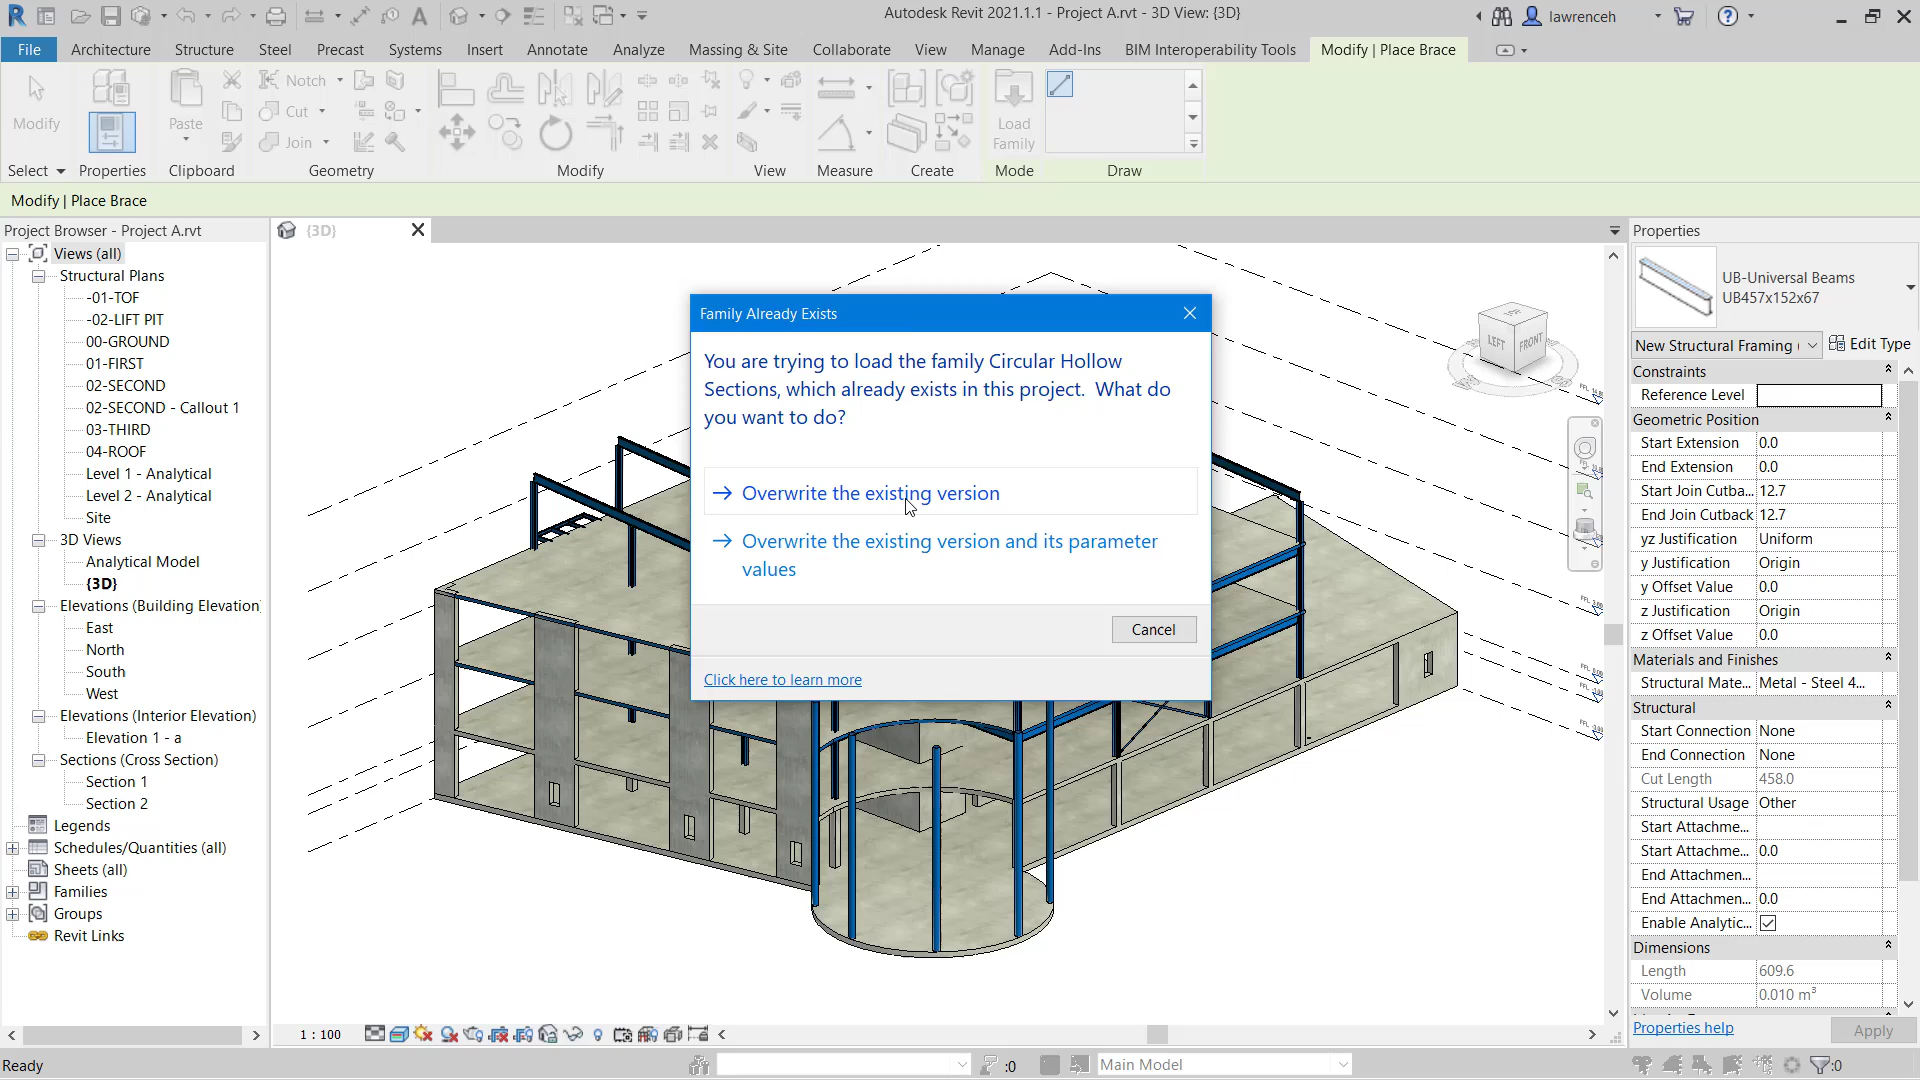 Autodesk Revit 2021.1.1 - Project A.rvt - 3D View: {3D}
lawrenceh
File
Architecture
Structure
Steel
Precast
Systems
Insert
Annotate
Analyze
Massing & Site
Collaborate
View
Manage
Add-Ins
BIM Interoperability Tools
Modify | Place Brace
Modify
Paste
Notch
Cut
Join
Load
Family
Select
Properties
Clipboard
Geometry
Modify
View
Measure
Create
Mode
Draw
Modify | Place Brace
Project Browser - Project A.rvt
Views (all)
Structural Plans
-01-TOF
-02-LIFT PIT
00-GROUND
01-FIRST
02-SECOND
02-SECOND - Callout 1
03-THIRD
04-ROOF
Level 1 - Analytical
Level 2 - Analytical
Site
3D Views
Analytical Model
{3D}
Elevations (Building Elevation)
East
North
South
West
Elevations (Interior Elevation)
Elevation 1 - a
Sections (Cross Section)
Section 1
Section 2
Legends
Schedules/Quantities (all)
Sheets (all)
Families
Groups
Revit Links
{3D}
Family Already Exists
You are trying to load the family Circular Hollow
Sections, which already exists in this project. What do
you want to do?
Overwrite the existing version
Overwrite the existing version and its parameter
values
Cancel
Click here to learn more
TOP
LEFT
FRONT
Properties
UB-Universal Beams
UB457x152x67
New Structural Framing (
Edit Type
Constraints
Reference Level
Geometric Position
Start Extension 0.0
End Extension 0.0
Start Join Cutba... 12.7
End Join Cutback 12.7
yz Justification Uniform
y Justification Origin
y Offset Value 0.0
z Justification Origin
z Offset Value 0.0
Materials and Finishes
Structural Mate... Metal - Steel 4...
Structural
Start Connection None
End Connection None
Cut Length 458.0
Structural Usage Other
Start Attachme...
Start Attachme... 0.0
End Attachmen...
End Attachmen... 0.0
Enable Analytic...
Dimensions
Length 609.6
Volume 0.010 m³
Properties help
Apply
1 : 100
Ready
:0
Main Model
:0